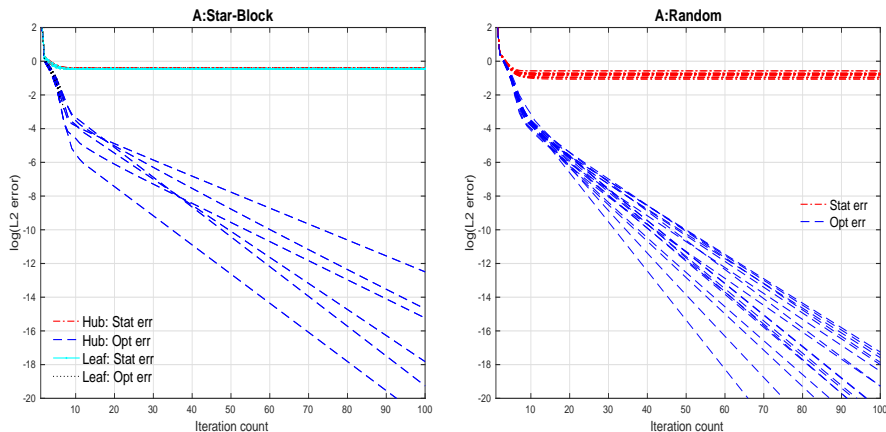 A:Star-Block
2
0
-2
-4
-6
-8
-10
-12
-14
-16
-18
-20
log(L2 error)
Hub: Stat err
Hub: Opt err
Leaf: Stat err
Leaf: Opt err
10 20 30 40 50 60 70 80 90 100
Iteration count
A:Random
2
0
-2
-4
-6
-8
-10
-12
-14
-16
-18
-20
log(L2 error)
Stat err
Opt err
10 20 30 40 50 60 70 80 90 100
Iteration count